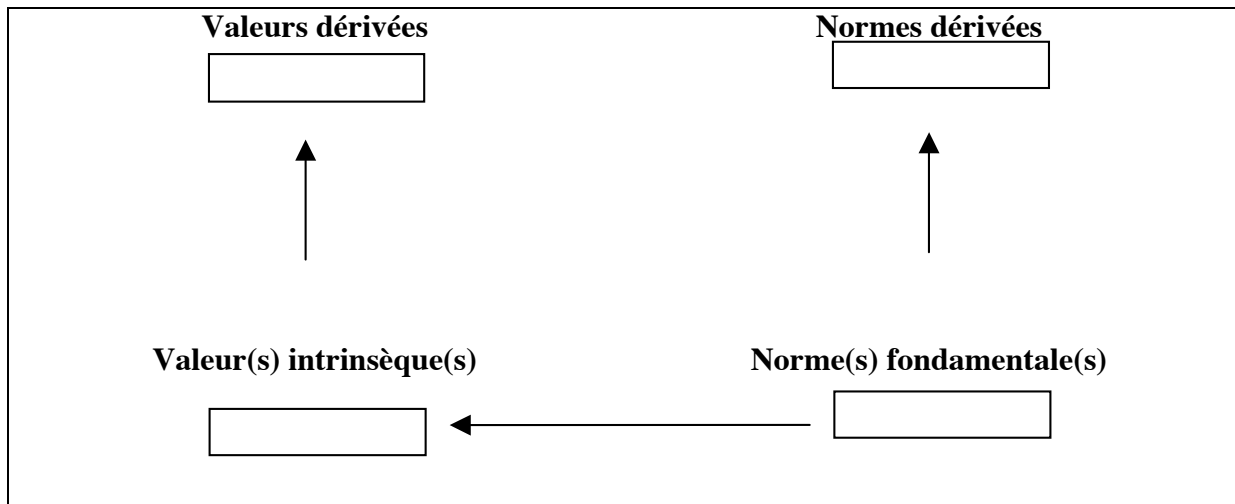 Valeurs dérivées
Normes dérivées
Valeur(s) intrinsèque(s)
Norme(s) fondamentale(s)